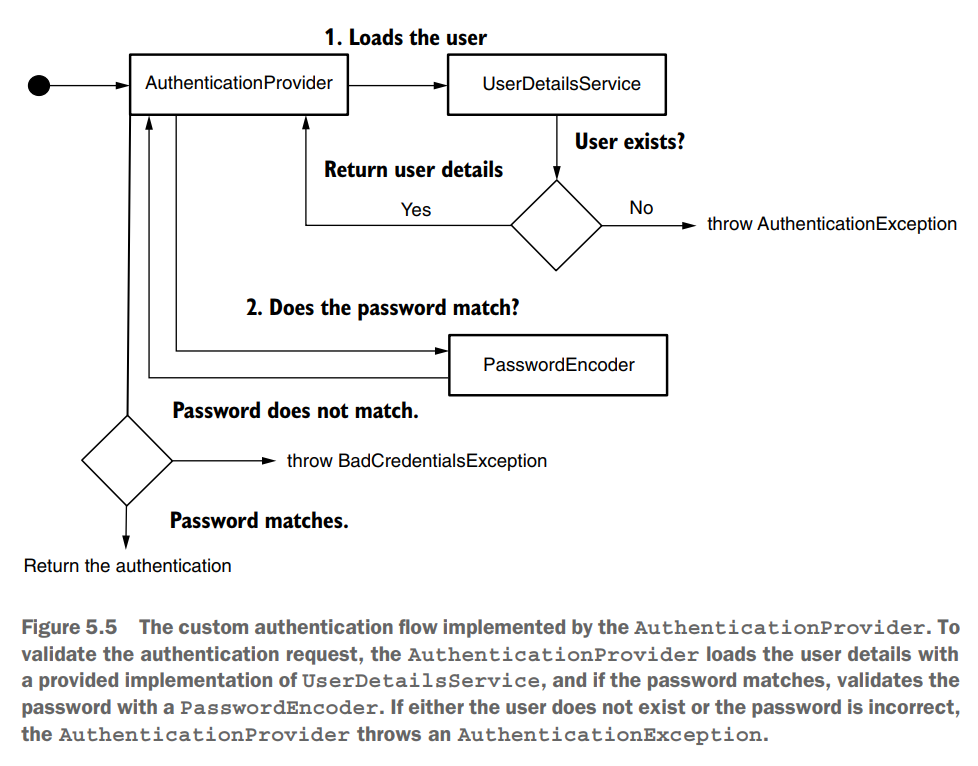 1. Loads the user
AuthenticationProvider
UserDetailsService
User exists?
Return user details
Yes
No
throw AuthenticationException
2. Does the password match?
PasswordEncoder
Password does not match.
throw BadCredentialsException
Password matches.
Return the authentication
Figure 5.5 The custom authentication flow implemented by the AuthenticationProvider. To
validate the authentication request, the AuthenticationProvider loads the user details with
a provided implementation of UserDetailsService, and if the password matches, validates the
password with a PasswordEncoder. If either the user does not exist or the password is incorrect,
the AuthenticationProvider throws an AuthenticationException.